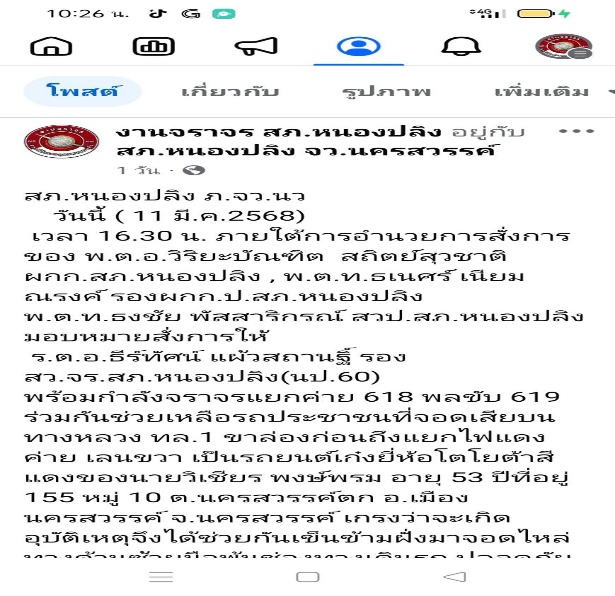 10:26 น.
4G
โพสต์ เกี่ยวกับ รูปภาพ เพิ่มเติม
งานจราจร สภ.หนองปลิง อยู่กับ
สภ.หนองปลิง จว.นครสวรรค์
1 วัน ·
สภ.หนองปลิง ภ.จว.นว
วันนี้ ( 11 มี.ค.2568)
เวลา 16.30 น. ภายใต้การอำนวยการสั่งการ
ของ พ.ต.อ.วิริยะบัณฑิต สถิตย์สุวชาติ
ผกก.สภ.หนองปลิง , พ.ต.ท.ธเนศร์ เนียม
ณรงค์ รองผกก.ป.สภ.หนองปลิง
พ.ต.ท.ธงชัย พัสสาริกรณ์ สวป.สภ.หนองปลิง
มอบหมายสั่งการให้
ร.ต.อ.ธีร์ทัศน์ แผ้วสถานฐิ์ รอง
สว.จร.สภ.หนองปลิง(นป.60)
พร้อมกำลังจราจรแยกค่าย 618 พลขับ 619
ร่วมกันช่วยเหลือรถประชาชนที่จอดเสียบน
ทางหลวง ทล.1 ขาล่องก่อนถึงแยกไฟแดง
ค่าย เลนขวา เป็นรถยนต์เก๋งยี่ห้อโตโยต้าสี
แดงของนายวิเชียร พงษ์พรม อายุ 53 ปีที่อยู่
155 หมู่ 10 ต.นครสวรรค์ตก อ.เมือง
นครสวรรค์ จ.นครสวรรค์ เกรงว่าจะเกิด
อุบัติเหตุจึงได้ช่วยกันเข็นข้ามฝั่งมาจอดไหล่